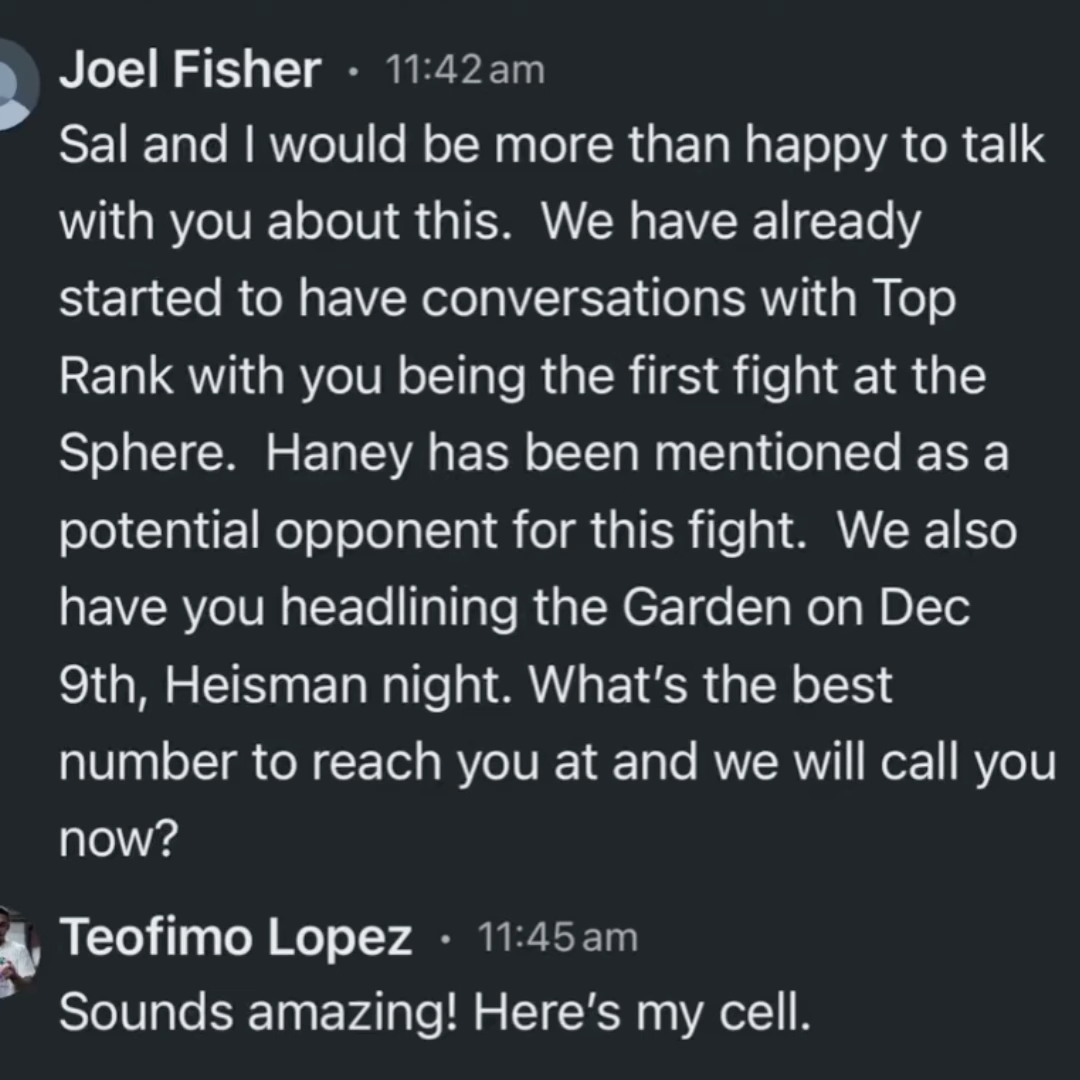 Joel Fisher · 11:42 am
Sal and I would be more than happy to talk
with you about this.  We have already
started to have conversations with Top
Rank with you being the first fight at the
Sphere.  Haney has been mentioned as a
potential opponent for this fight.  We also
have you headlining the Garden on Dec
9th, Heisman night. What's the best
number to reach you at and we will call you
now?
Teofimo Lopez · 11:45 am
Sounds amazing! Here's my cell.